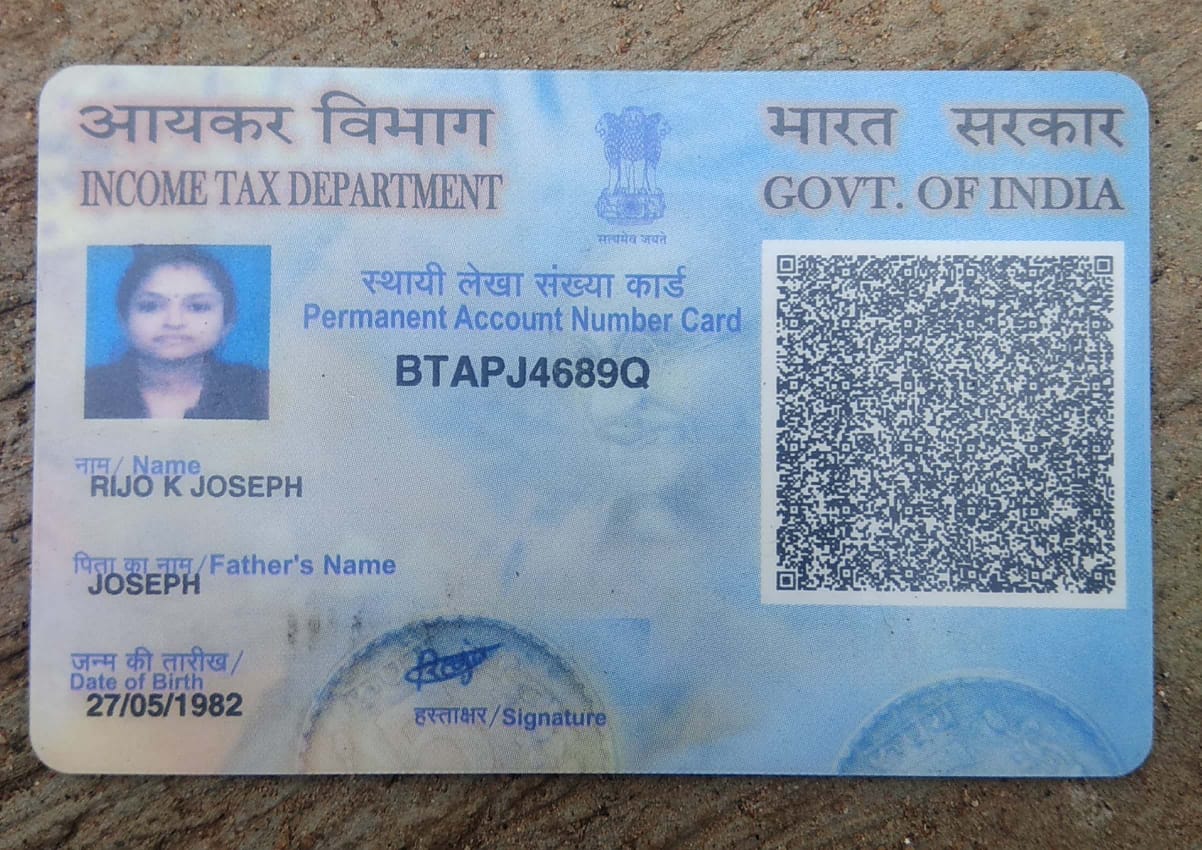 आयकर विभाग
INCOME TAX DEPARTMENT
सत्यमेव जयते
भारत सरकार
GOVT. OF INDIA
स्थायी लेखा संख्या कार्ड
Permanent Account Number Card
BTAPJ4689Q
नाम/ Name
RIJO K JOSEPH
पिता का नाम/Father's Name
JOSEPH
जन्म की तारीख/
Date of Birth
27/05/1982
हस्ताक्षर/Signature